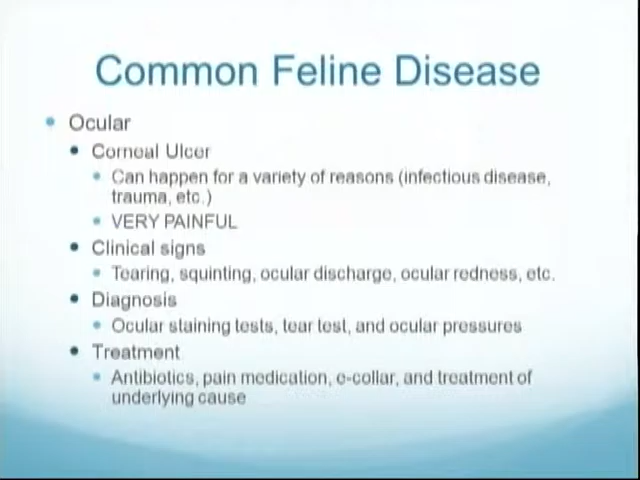 Common Feline Disease
• Ocular
• Corneal Ulcer
• Can happen for a variety of reasons (infectious disease,
trauma, etc.)
• VERY PAINFUL
• Clinical signs
• Tearing, squinting, ocular discharge, ocular redness, etc.
• Diagnosis
• Ocular staining tests, tear test, and ocular pressures
• Treatment
• Antibiotics, pain medication, e-collar, and treatment of
underlying cause